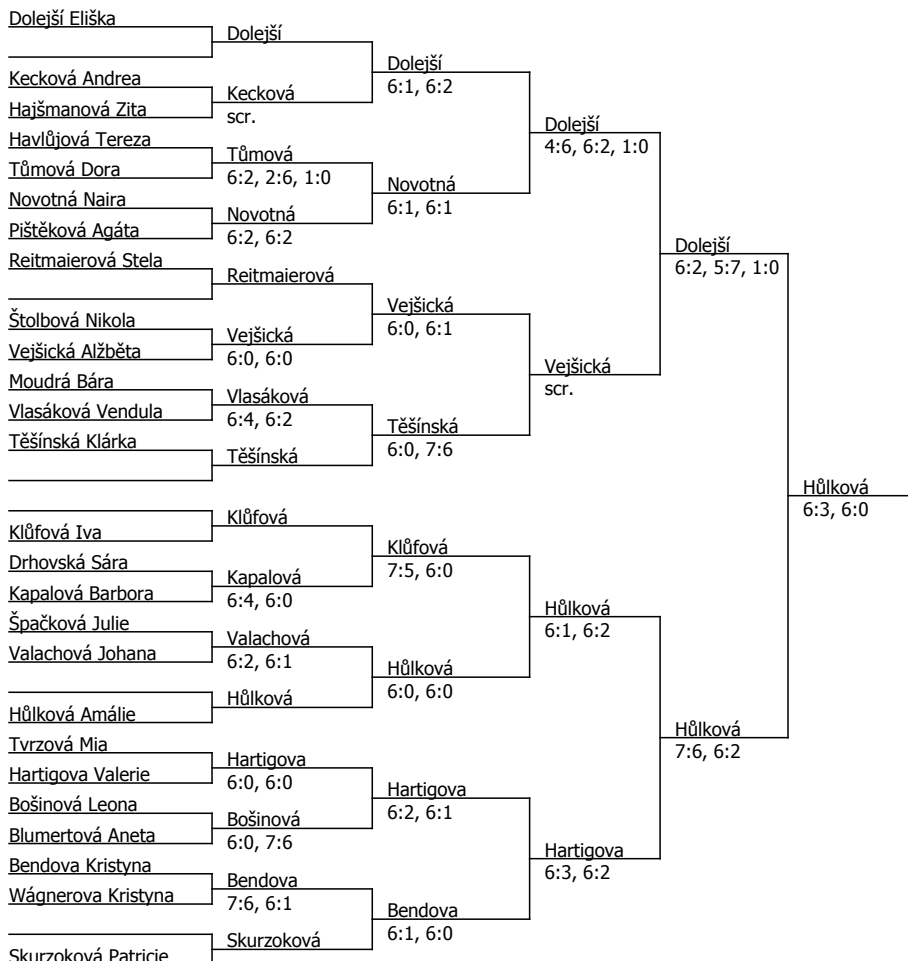 Dolejší Eliška
Kecková Andrea
Hajšmanová Zita
Havlůjová Tereza
Tůmová Dora
Novotná Naira
Pištěková Agáta
Reitmaierová Stela
Štolbová Nikola
Vejšická Alžběta
Moudrá Bára
Vlasáková Vendula
Těšínská Klárka
Klůfová Iva
Drhovská Sára
Kapalová Barbora
Špačková Julie
Valachová Johana
Hůlková Amálie
Tvrzová Mia
Hartigova Valerie
Bošinová Leona
Blumertová Aneta
Bendova Kristyna
Wágnerova Kristyna
Skurzoková Patricie
Dolejší
Kecková
scr.
Tůmová
6:2, 2:6, 1:0
Novotná
6:2, 6:2
Reitmaierová
Vejšická
6:0, 6:0
Vlasáková
6:4, 6:2
Těšínská
Klůfová
Kapalová
6:4, 6:0
Valachová
6:2, 6:1
Hůlková
Hartigova
6:0, 6:0
Bošinová
6:0, 7:6
Bendova
7:6, 6:1
Skurzoková
Dolejší
6:1, 6:2
Novotná
6:1, 6:1
Vejšická
6:0, 6:1
Těšínská
6:0, 7:6
Klůfová
7:5, 6:0
Hůlková
6:0, 6:0
Hartigova
6:2, 6:1
Bendova
6:1, 6:0
Dolejší
4:6, 6:2, 1:0
Vejšická
scr.
Hůlková
6:1, 6:2
Hartigova
6:3, 6:2
Dolejší
6:2, 5:7, 1:0
Hůlková
7:6, 6:2
Hůlková
6:3, 6:0